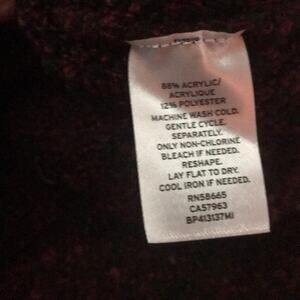 88% ACRYLIC/
ACRYLIQUE
12% POLYESTER
MACHINE WASH COLD.
GENTLE CYCLE.
SEPARATELY.
ONLY NON-CHLORINE
BLEACH IF NEEDED.
RESHAPE.
LAY FLAT TO DRY.
COOL IRON IF NEEDED.
RN58665
CA57963
BP413137MI